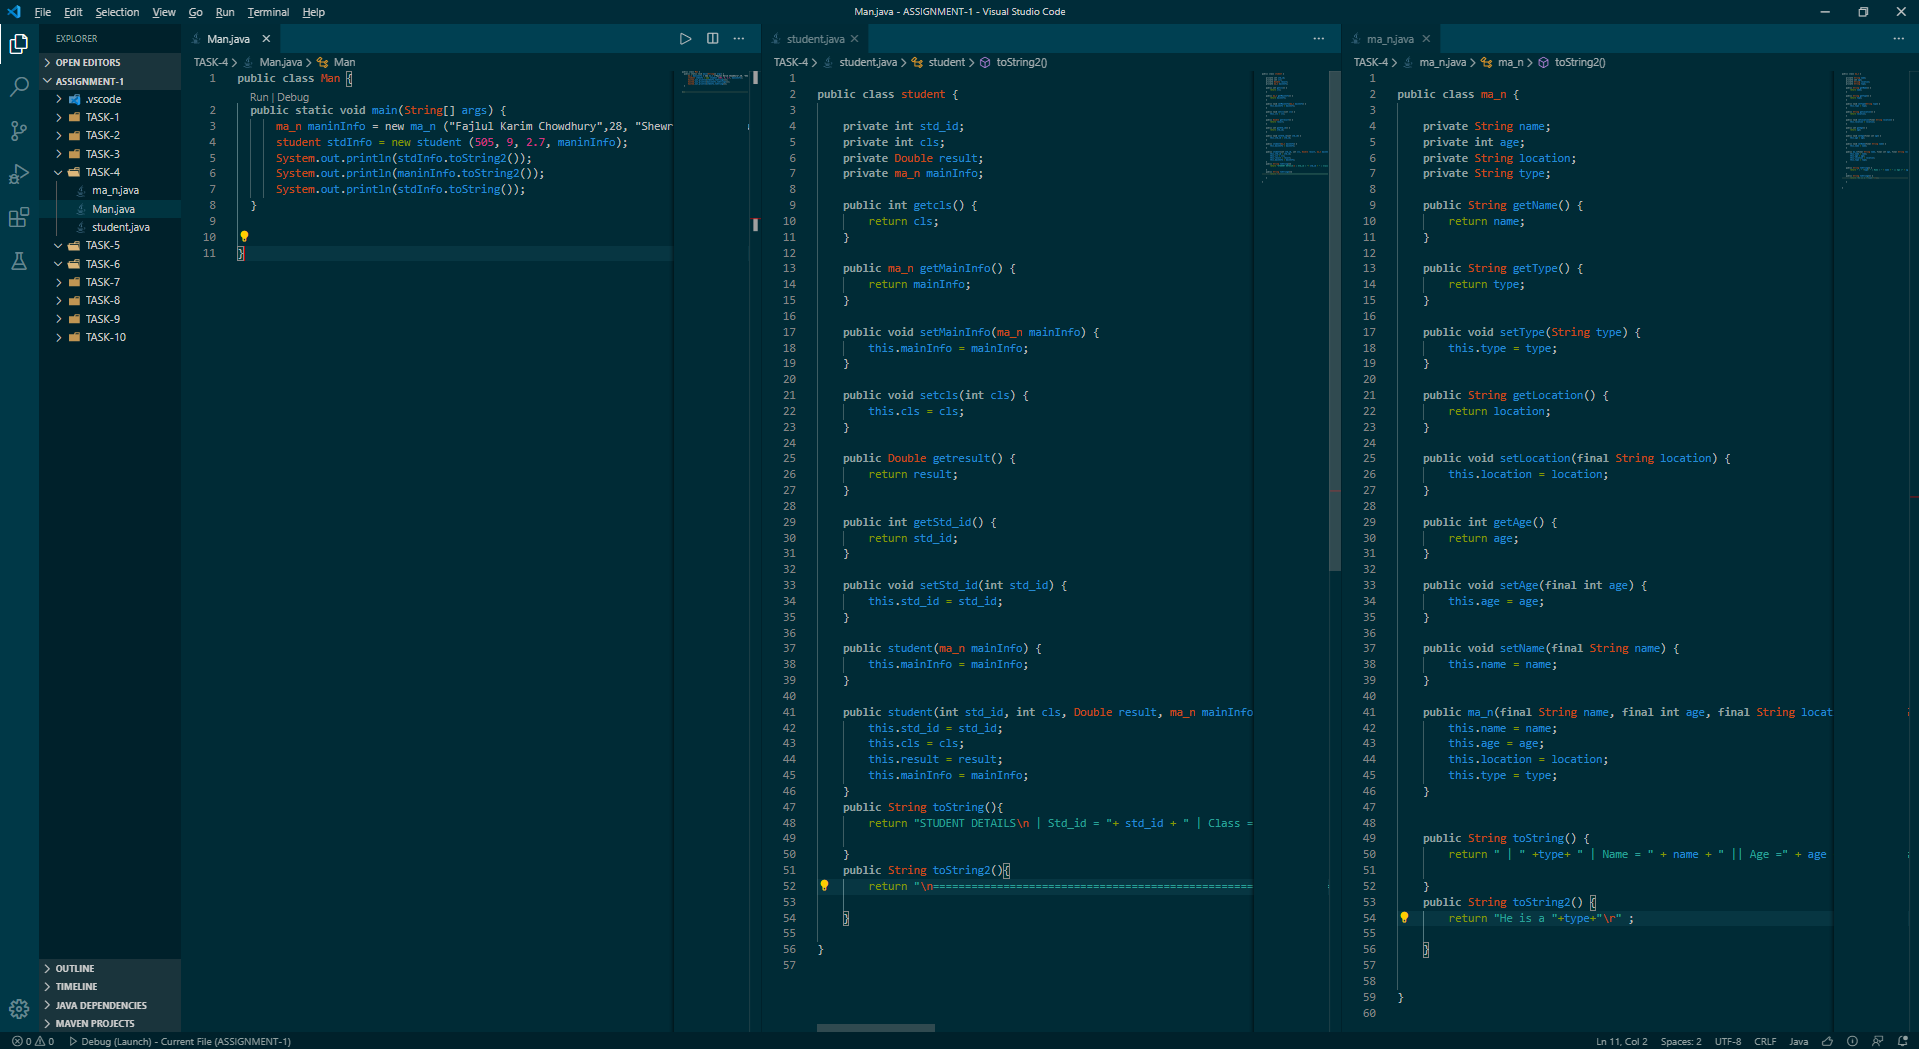 File Edit Selection View Go Run Terminal Help
Man.java - ASSIGNMENT-1 - Visual Studio Code
EXPLORER
OPEN EDITORS
ASSIGNMENT-1
.vscode
TASK-1
TASK-2
TASK-3
TASK-4
ma_n.java
Man.java
student.java
TASK-5
TASK-6
TASK-7
TASK-8
TASK-9
TASK-10
OUTLINE
TIMELINE
JAVA DEPENDENCIES
MAVEN PROJECTS
Man.java
TASK-4 > Man.java > Man
1 public class Man {
Run | Debug
2 public static void main(String[] args) {
3 ma_n maninInfo = new ma_n ("Fajlul Karim Chowdhury",28, "Shewr
4 student stdInfo = new student (505, 9, 2.7, maninInfo);
5 System.out.println(stdInfo.toString2());
6 System.out.println(maninInfo.toString2());
7 System.out.println(stdInfo.toString());
8 }
9
10
11 }
student.java
TASK-4 > student.java > student > toString2()
1
2 public class student {
3
4 private int std_id;
5 private int cls;
6 private Double result;
7 private ma_n mainInfo;
8
9 public int getcls() {
10 return cls;
11 }
12
13 public ma_n getMainInfo() {
14 return mainInfo;
15 }
16
17 public void setMainInfo(ma_n mainInfo) {
18 this.mainInfo = mainInfo;
19 }
20
21 public void setcls(int cls) {
22 this.cls = cls;
23 }
24
25 public Double getresult() {
26 return result;
27 }
28
29 public int getStd_id() {
30 return std_id;
31 }
32
33 public void setStd_id(int std_id) {
34 this.std_id = std_id;
35 }
36
37 public student(ma_n mainInfo) {
38 this.mainInfo = mainInfo;
39 }
40
41 public student(int std_id, int cls, Double result, ma_n mainInfo
42 this.std_id = std_id;
43 this.cls = cls;
44 this.result = result;
45 this.mainInfo = mainInfo;
46 }
47 public String toString(){
48 return "STUDENT DETAILS\n | Std_id = "+ std_id + " | Class =
49
50 }
51 public String toString2(){
52 return "\n==================================================
53
54 }
55
56 }
57
ma_n.java
TASK-4 > ma_n.java > ma_n > toString2()
1
2 public class ma_n {
3
4 private String name;
5 private int age;
6 private String location;
7 private String type;
8
9 public String getName() {
10 return name;
11 }
12
13 public String getType() {
14 return type;
15 }
16
17 public void setType(String type) {
18 this.type = type;
19 }
20
21 public String getLocation() {
22 return location;
23 }
24
25 public void setLocation(final String location) {
26 this.location = location;
27 }
28
29 public int getAge() {
30 return age;
31 }
32
33 public void setAge(final int age) {
34 this.age = age;
35 }
36
37 public void setName(final String name) {
38 this.name = name;
39 }
40
41 public ma_n(final String name, final int age, final String locat
42 this.name = name;
43 this.age = age;
44 this.location = location;
45 this.type = type;
46 }
47
48
49 public String toString() {
50 return " | " +type+ " | Name = " + name + " || Age =" + age
51
52 }
53 public String toString2() {
54 return "He is a "+type+"\r" ;
55
56 }
57
58
59 }
60
0 0 Debug (Launch) - Current File (ASSIGNMENT-1)
Ln 11, Col 2 Spaces: 2 UTF-8 CRLF Java